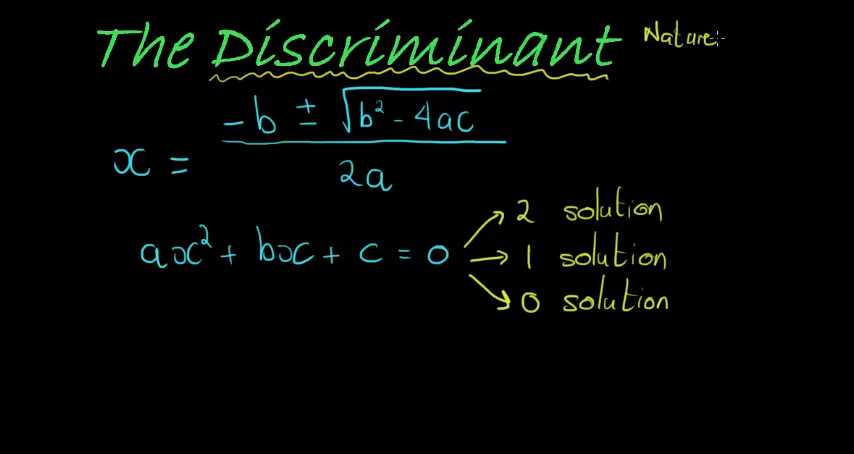 The Discriminant Nature
x = -b ± √b² - 4ac / 2a
ax² + bx + c = 0
2 solution
1 solution
0 solution